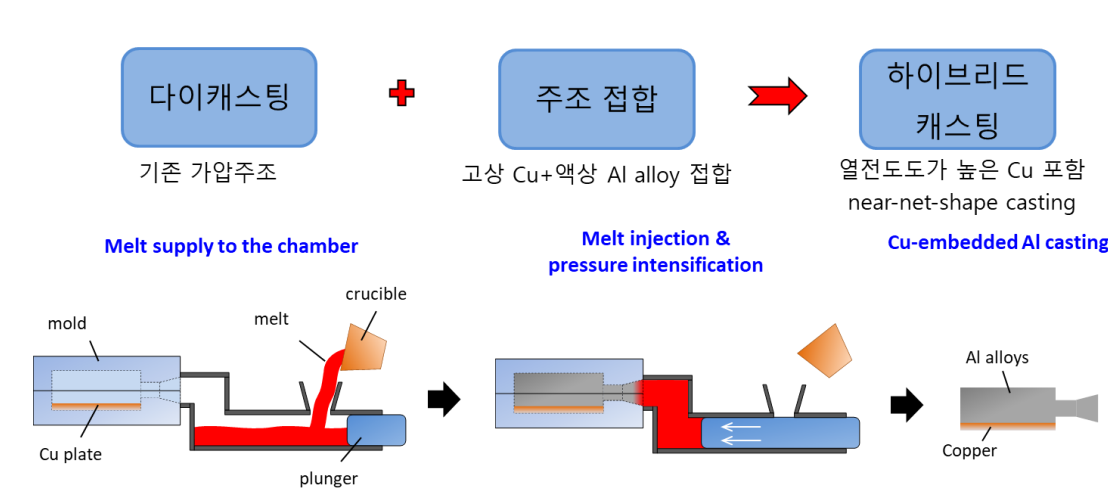 다이캐스팅
주조 접합
하이브리드
캐스팅
기존 가압주조
고상 Cu+액상 Al alloy 접합
열전도도가 높은 Cu 포함
near-net-shape casting
Melt supply to the chamber
Melt injection &
pressure intensification
Cu-embedded Al casting
crucible
melt
mold
Cu plate
plunger
Al alloys
Copper